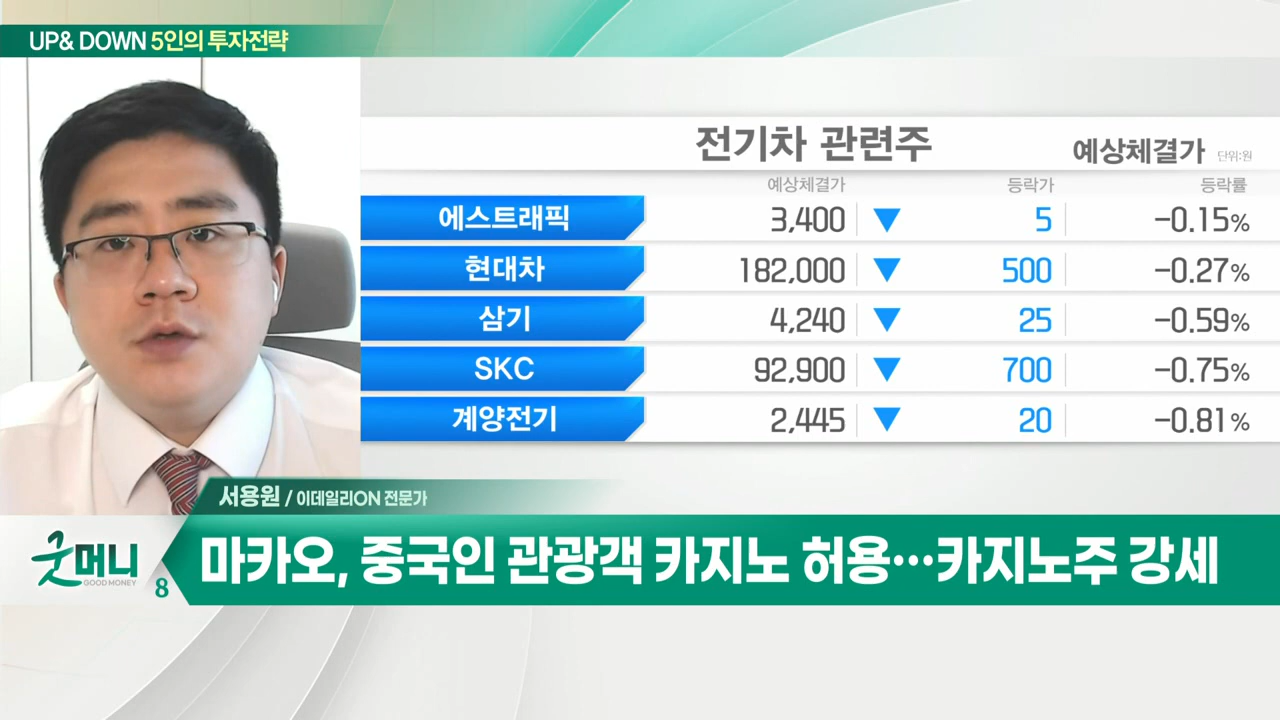 UP& DOWN 5인의 투자전략
전기차 관련주 예상체결가 단위:원
예상체결가 등락가 등락률
에스트래픽 3,400 ▼ 5 -0.15%
현대차 182,000 ▼ 500 -0.27%
삼기 4,240 ▼ 25 -0.59%
SKC 92,900 ▼ 700 -0.75%
계양전기 2,445 ▼ 20 -0.81%
서용원 / 이데일리ON 전문가
굿머니
GOOD MONEY
8
마카오, 중국인 관광객 카지노 허용…카지노주 강세